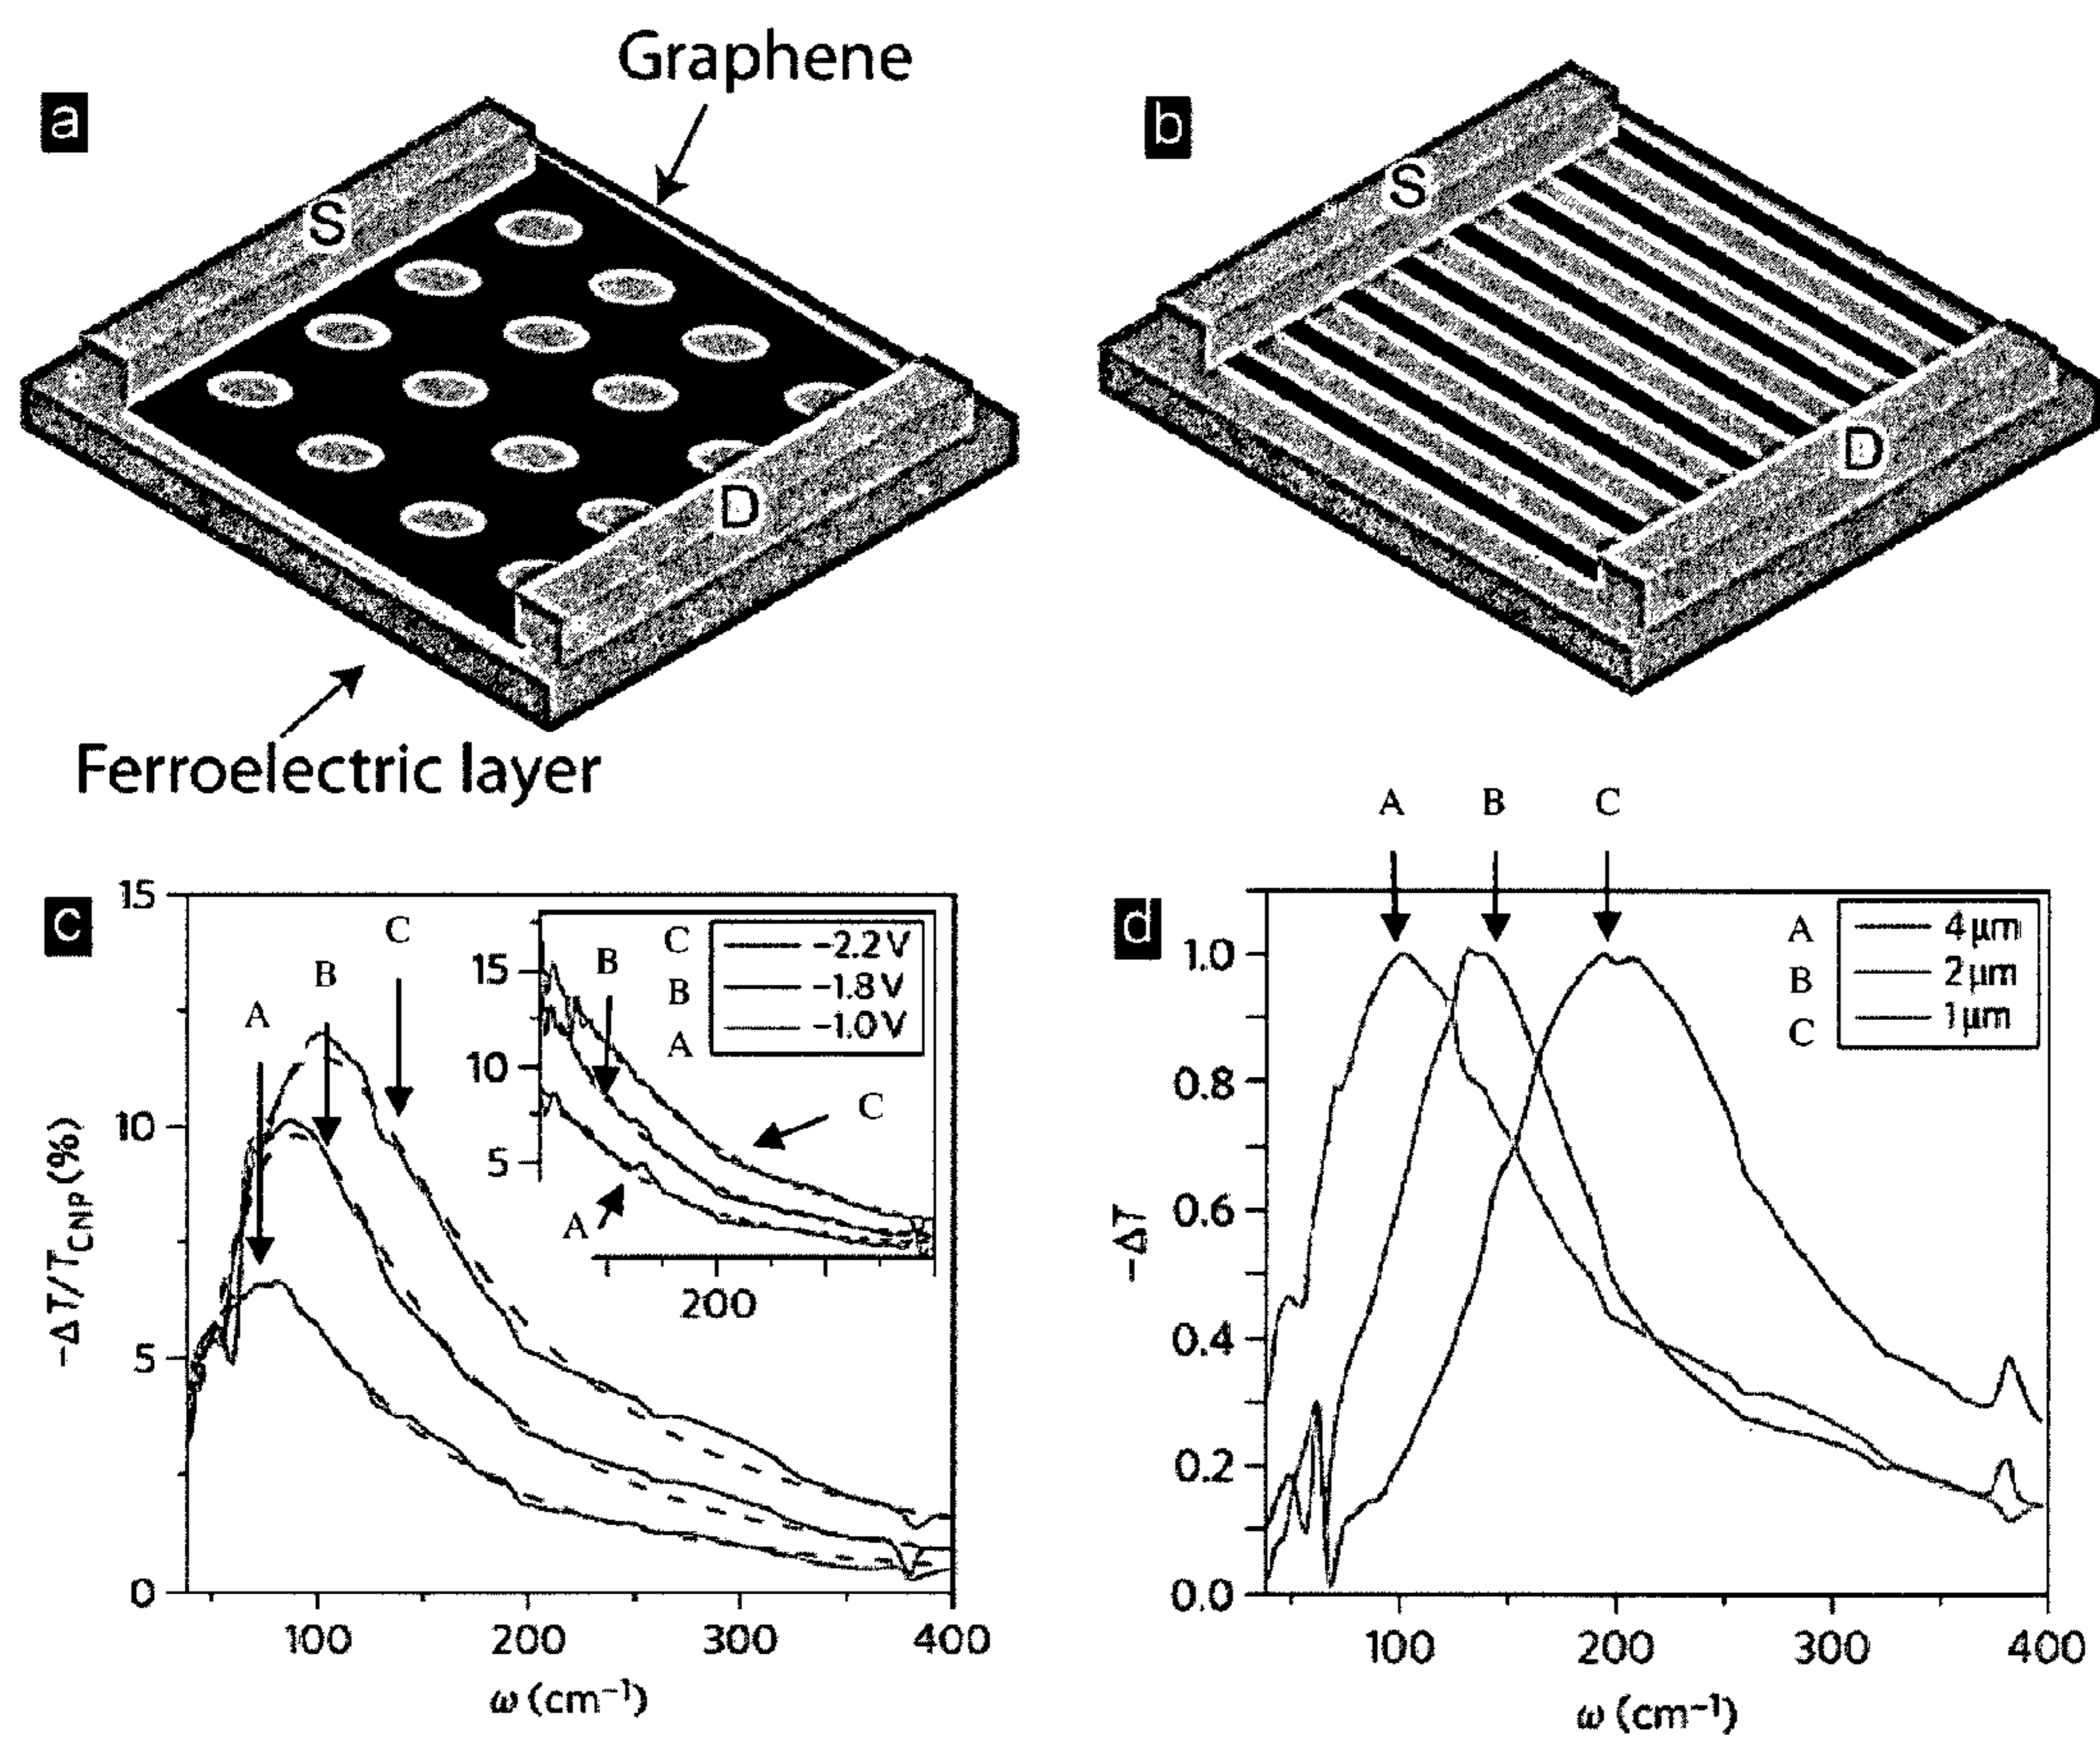 a
Graphene
S
D
Ferroelectric layer
b
S
D
c
15
10
5
0
−ΔT/T_CNP (%)
A
B
C
100
200
300
400
ω (cm⁻¹)
15
10
5
200
C −2.2 V
B −1.8 V
A −1.0 V
B
C
A
d
A B C
1.0
0.8
0.6
0.4
0.2
0.0
−ΔT
A 4 μm
B 2 μm
C 1 μm
100
200
300
400
ω (cm⁻¹)